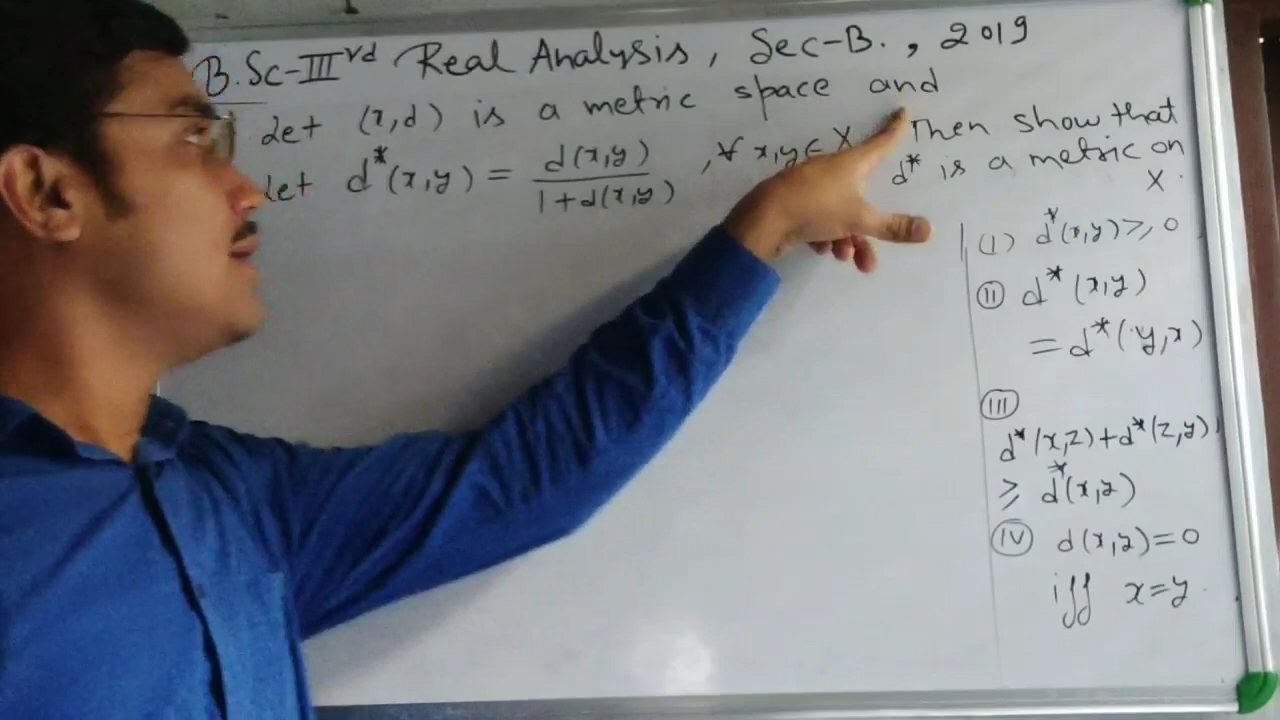 B.Sc-IIIrd Real Analysis, Sec-B., 2019
Let (x,d) is a metric space and
let d*(x,y) = d(x,y) / 1+d(x,y) , ∀ x,y ∈ X Then show that
d* is a metric on
X.
(I) d*(x,y) ≥ 0
(II) d*(x,y)
= d*(y,x)
(III)
d*(x,z)+d*(z,y)
≥ d*(x,y)
(IV) d(x,y)=0
iff x=y.